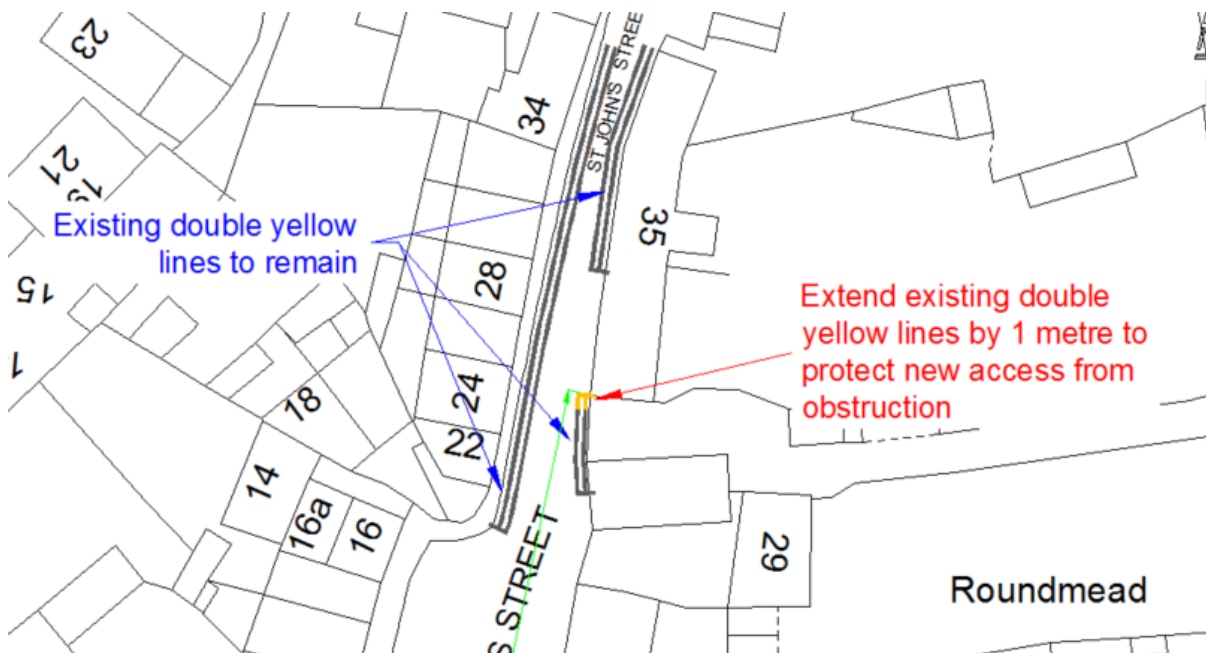 23
ST JOHN'S STREE
34
21
19
35
Existing double yellow
lines to remain
28
15
Extend existing double
yellow lines by 1 metre to
protect new access from
obstruction
1
24
18
22
14
16a
16
S STREET
29
Roundmead